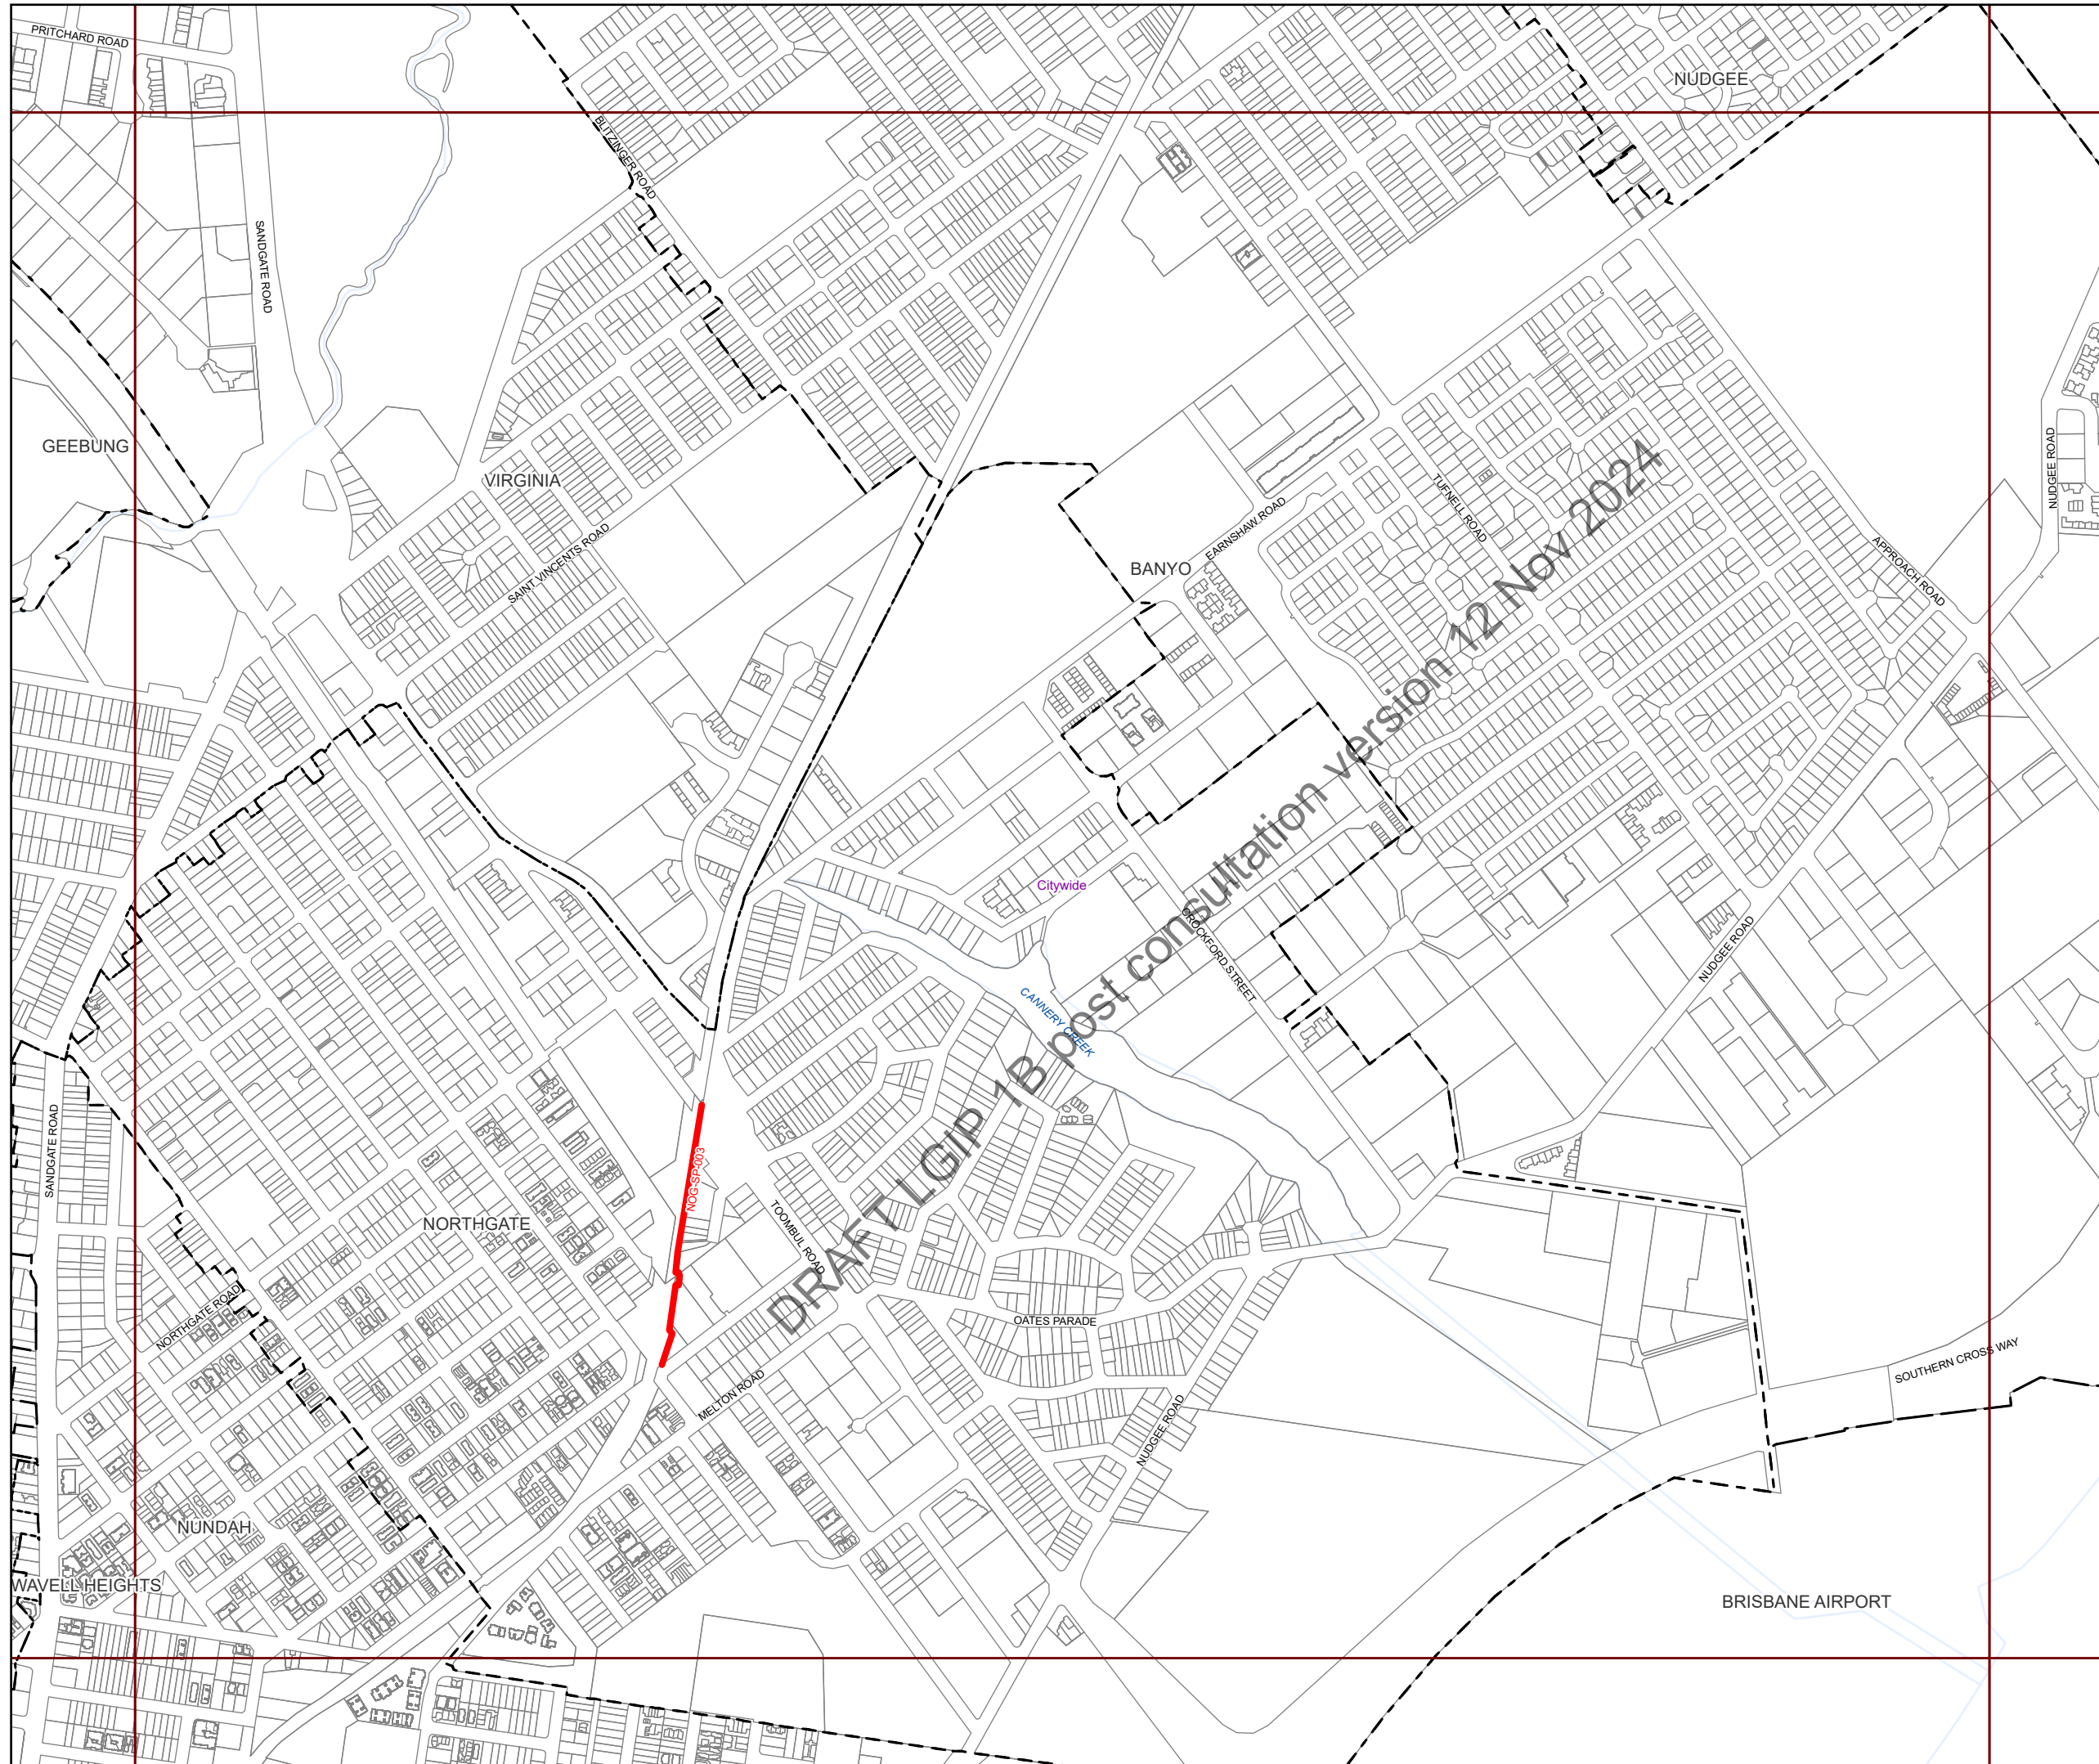 PRITCHARD ROAD
NUDGEE
BLITZINGER ROAD
SANDGATE ROAD
GEEBUNG
VIRGINIA
NUDGEE ROAD
TUFNELL ROAD
EARNSHAW ROAD
SAINT VINCENTS ROAD
BANYO
APPROACH ROAD
DRAFT LGIP 1B post consultation version 12 Nov 2024
Citywide
CROCKFORD STREET
NUDGEE ROAD
CANNERY CREEK
SANDGATE ROAD
NOG-SP-003
NORTHGATE
TOOMBUL ROAD
NORTHGATE ROAD
OATES PARADE
SOUTHERN CROSS WAY
MELTON ROAD
NUDGEE ROAD
NUNDAH
WAVELL HEIGHTS
BRISBANE AIRPORT